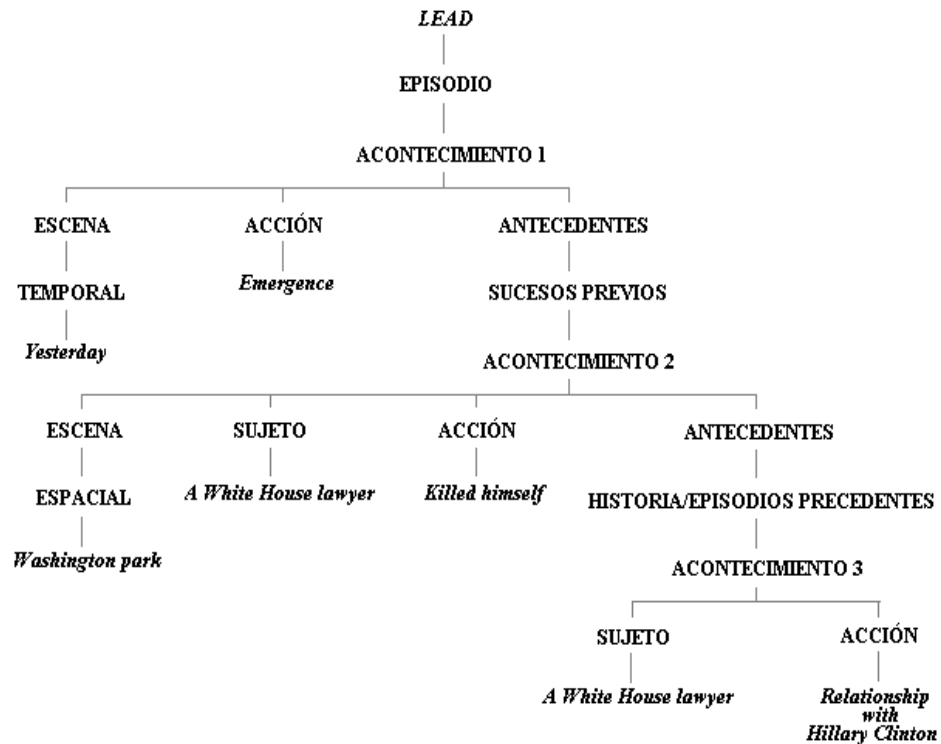 LEAD
EPISODIO
ACONTECIMIENTO 1
ESCENA ACCIÓN ANTECEDENTES
Emergence
TEMPORAL SUCESOS PREVIOS
Yesterday
ACONTECIMIENTO 2
ESCENA SUJETO ACCIÓN ANTECEDENTES
ESPACIAL A White House lawyer Killed himself HISTORIA/EPISODIOS PRECEDENTES
Washington park
ACONTECIMIENTO 3
SUJETO ACCIÓN
A White House lawyer Relationship
with
Hillary Clinton